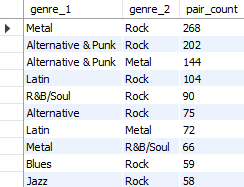 genre_1 genre_2 pair_count
Metal Rock 268
Alternative & Punk Rock 202
Alternative & Punk Metal 144
Latin Rock 104
R&B/Soul Rock 90
Alternative Rock 75
Latin Metal 72
Metal R&B/Soul 66
Blues Rock 59
Jazz Rock 58